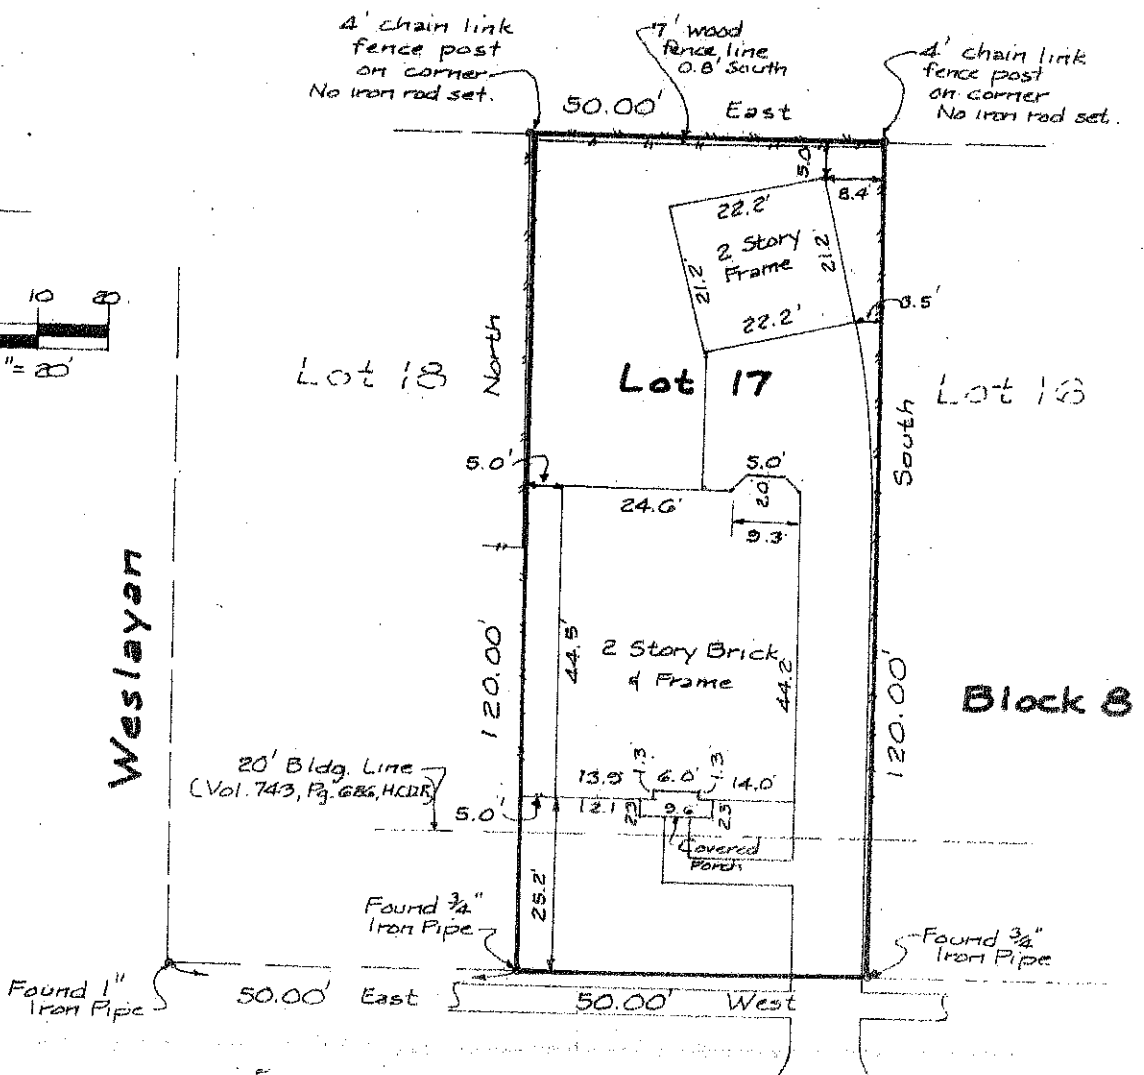 4' chain link
fence post
on corner
No iron rod set.
7' wood
fence line
0.8' South
4' chain link
fence post
on corner
No iron rod set.
50.00' East
5.0
8.4'
22.2'
2 Story
Frame
21.2'
21.2'
22.2'
3.5'
10 20
"= 20'
Lot 18
North
Lot 17
South
5.0'
24.6'
5.0'
2.0
9.3'
Weslayan
120.00'
44.5'
2 Story Brick
& Frame
44.2'
120.00'
Block 8
20' Bldg. Line
(Vol. 743, Pg. 686, H.C.D.R.)
13.9'
1.3
6.0'
1.3
14.0'
5.0'
12.1
9.6
Covered
Porch
25.2'
Found 3/4"
Iron Pipe
Found 3/4"
Iron Pipe
Found 1"
Iron Pipe
50.00' East
50.00' West